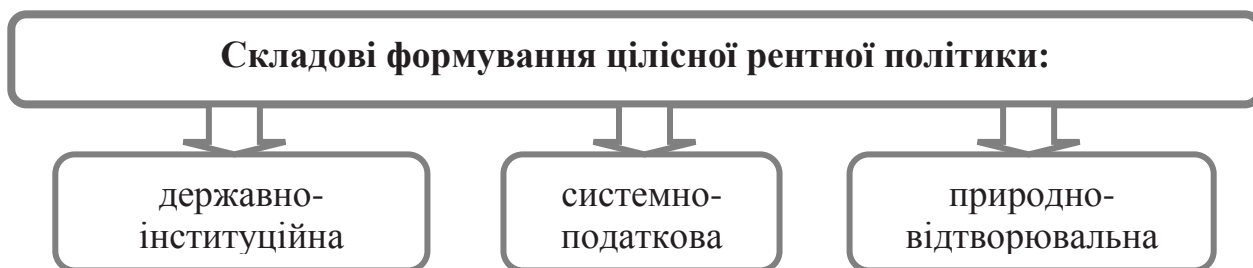 Складові формування цілісної рентної політики:
державно-
інституційна
системно-
податкова
природно-
відтворювальна